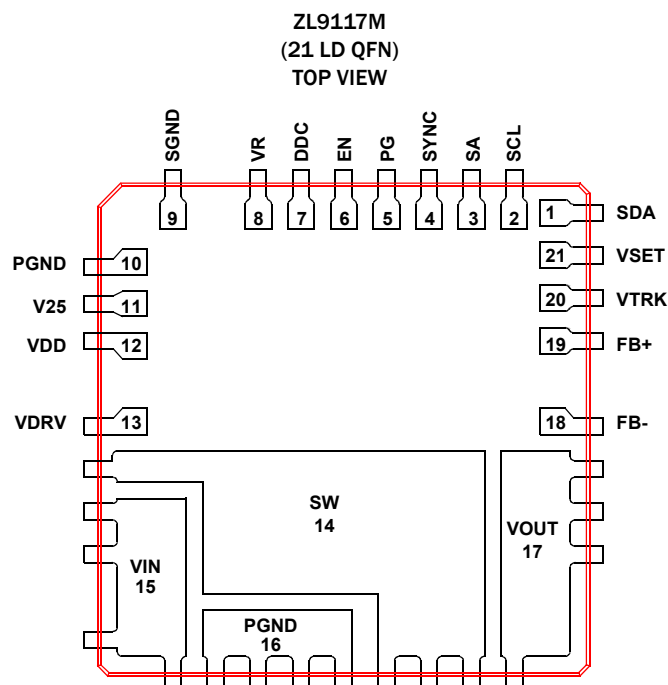 ZL9117M
(21 LD QFN)
TOP VIEW
SGND
VR
DDC
EN
PG
SYNC
SA
SCL
9
8
7
6
5
4
3
2
1 SDA
21 VSET
20 VTRK
19 FB+
18 FB-
PGND 10
V25 11
VDD 12
VDRV 13
SW
14
VOUT
17
VIN
15
PGND
16